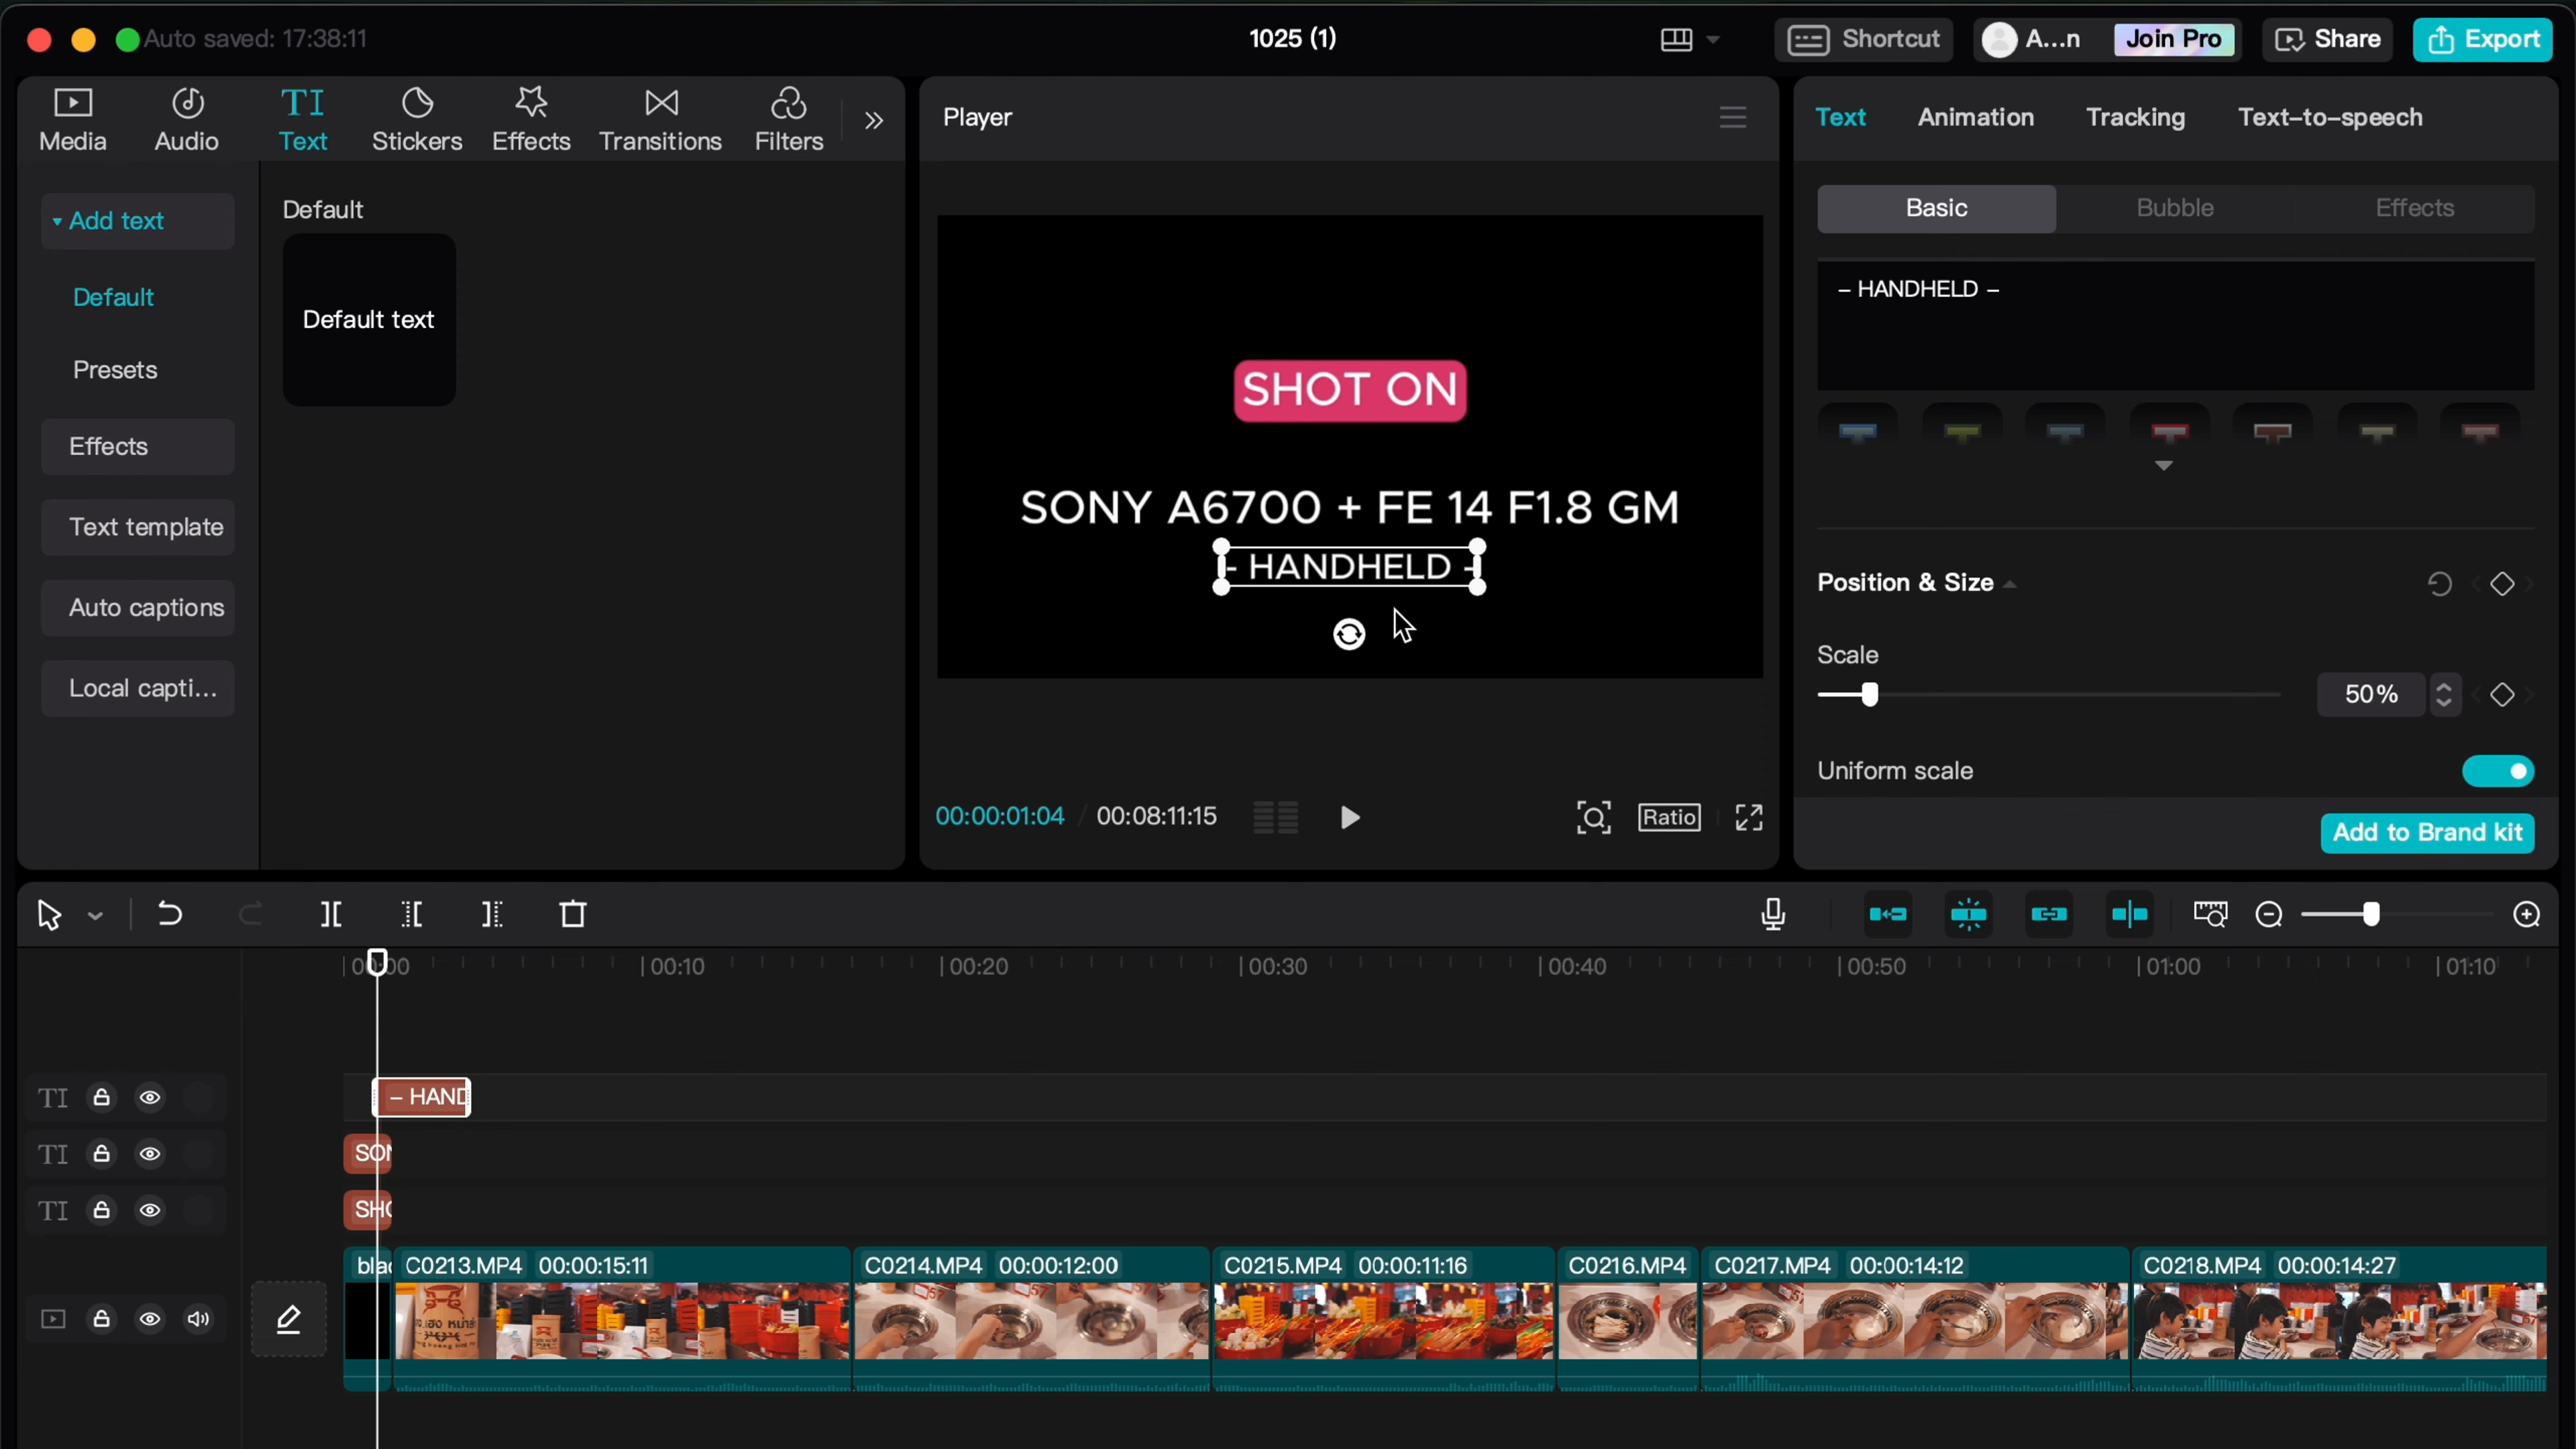 Auto saved: 17:38:11
1025 (1)
Shortcut
A...n
Join Pro
Share
Export
Media
Audio
TI
Text
Stickers
Effects
Transitions
Filters
Add text
Default
Presets
Effects
Text template
Auto captions
Local capti...
Default
Default text
Player
SHOT ON
SONY A6700 + FE 14 F1.8 GM
- HANDHELD -
00:00:01:04 / 00:08:11:15
Ratio
Text
Animation
Tracking
Text-to-speech
Basic
Bubble
Effects
– HANDHELD –
Position & Size
Scale
50%
Uniform scale
Add to Brand kit
00:00
00:10
00:20
00:30
00:40
00:50
01:00
01:10
TI
– HAND
TI
SON
TI
SHO
blac
C0213.MP4 00:00:15:11
C0214.MP4 00:00:12:00
C0215.MP4 00:00:11:16
C0216.MP4
C0217.MP4 00:00:14:12
C0218.MP4 00:00:14:27